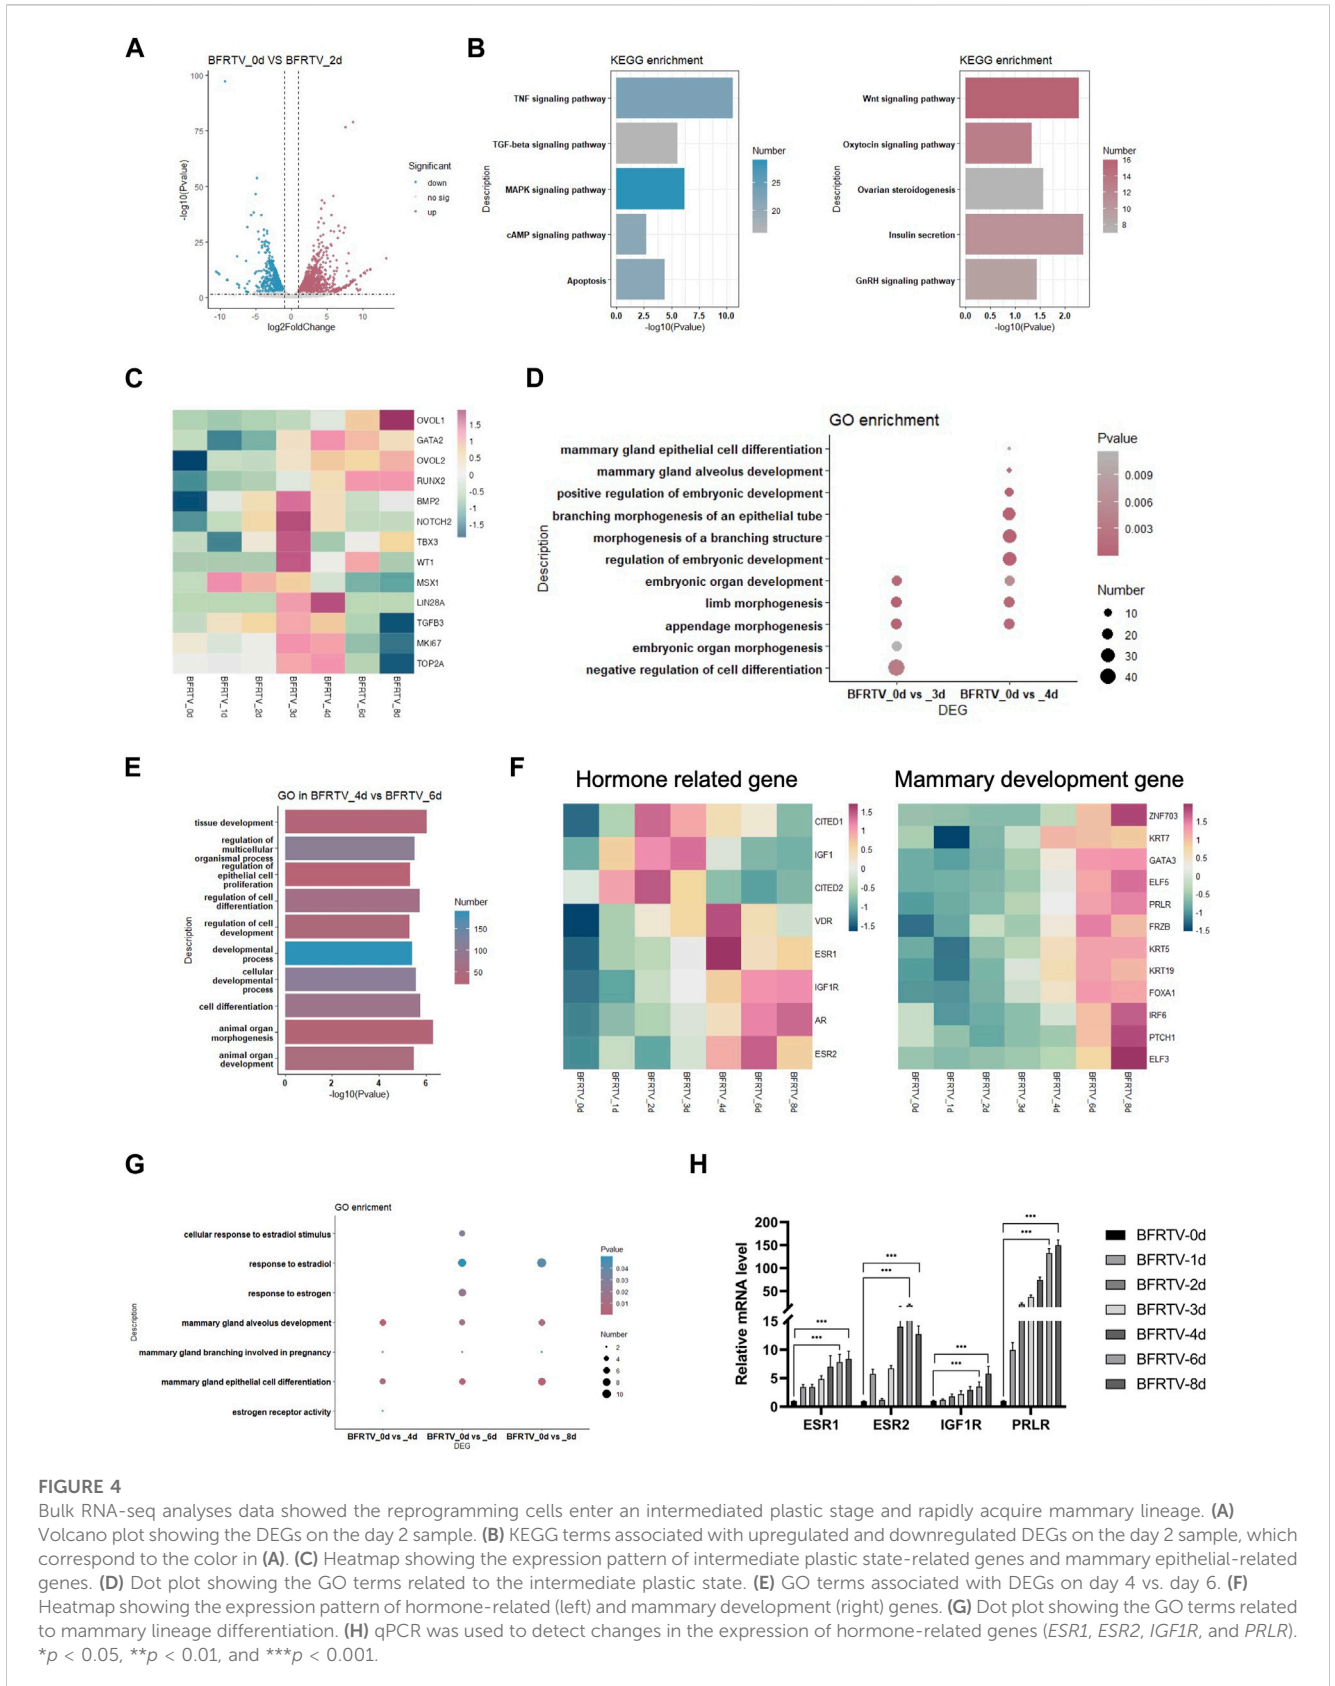 A
BFRTV_0d VS BFRTV_2d
-log10(Pvalue)
100
75
50
25
0
-10
-5
0
5
10
log2FoldChange
Significant
down
no sig
up
B
KEGG enrichment
Description
TNF signaling pathway
TGF-beta signaling pathway
MAPK signaling pathway
cAMP signaling pathway
Apoptosis
0.0 2.5 5.0 7.5 10.0
-log10(Pvalue)
Number
25
20
KEGG enrichment
Description
Wnt signaling pathway
Oxytocin signaling pathway
Ovarian steroidogenesis
Insulin secretion
GnRH signaling pathway
0.0 0.5 1.0 1.5 2.0
-log10(Pvalue)
Number
16
14
12
10
8
C
OVOL1
GATA2
OVOL2
RUNX2
BMP2
NOTCH2
TBX3
WT1
MSX1
LIN28A
TGFB3
MKI67
TOP2A
BFRTV_0d
BFRTV_1d
BFRTV_2d
BFRTV_3d
BFRTV_4d
BFRTV_6d
BFRTV_8d
1.5
1
0.5
0
-0.5
-1
-1.5
D
GO enrichment
Description
mammary gland epithelial cell differentiation
mammary gland alveolus development
positive regulation of embryonic development
branching morphogenesis of an epithelial tube
morphogenesis of a branching structure
regulation of embryonic development
embryonic organ development
limb morphogenesis
appendage morphogenesis
embryonic organ morphogenesis
negative regulation of cell differentiation
BFRTV_0d vs _3d BFRTV_0d vs _4d
DEG
Pvalue
0.009
0.006
0.003
Number
10
20
30
40
E
GO in BFRTV_4d vs BFRTV_6d
Description
tissue development
regulation of
multicellular
organismal process
regulation of
epithelial cell
proliferation
regulation of cell
differentiation
regulation of cell
development
developmental
process
cellular
developmental
process
cell differentiation
animal organ
morphogenesis
animal organ
development
0 2 4 6
-log10(Pvalue)
Number
150
100
50
F
Hormone related gene
CITED1
IGF1
CITED2
VDR
ESR1
IGF1R
AR
ESR2
BFRTV_0d
BFRTV_1d
BFRTV_2d
BFRTV_3d
BFRTV_4d
BFRTV_6d
BFRTV_8d
1.5
1
0.5
0
-0.5
-1
-1.5
Mammary development gene
ZNF703
KRT7
GATA3
ELF5
PRLR
FRZB
KRT5
KRT19
FOXA1
IRF6
PTCH1
ELF3
BFRTV_0d
BFRTV_1d
BFRTV_2d
BFRTV_3d
BFRTV_4d
BFRTV_6d
BFRTV_8d
1.5
1
0.5
0
-0.5
-1
-1.5
G
GO enricment
Description
cellular response to estradiol stimulus
response to estradiol
response to estrogen
mammary gland alveolus development
mammary gland branching involved in pregnancy
mammary gland epithelial cell differentiation
estrogen receptor activity
BFRTV_0d vs _4d BFRTV_0d vs _6d BFRTV_0d vs _8d
DEG
Pvalue
0.04
0.03
0.02
0.01
Number
2
4
6
8
10
H
Relative mRNA level
200
150
100
50
15
10
5
0
***
***
***
***
***
***
***
***
ESR1 ESR2 IGF1R PRLR
BFRTV-0d
BFRTV-1d
BFRTV-2d
BFRTV-3d
BFRTV-4d
BFRTV-6d
BFRTV-8d
FIGURE 4
Bulk RNA-seq analyses data showed the reprogramming cells enter an intermediated plastic stage and rapidly acquire mammary lineage. (A)
Volcano plot showing the DEGs on the day 2 sample. (B) KEGG terms associated with upregulated and downregulated DEGs on the day 2 sample, which
correspond to the color in (A). (C) Heatmap showing the expression pattern of intermediate plastic state-related genes and mammary epithelial-related
genes. (D) Dot plot showing the GO terms related to the intermediate plastic state. (E) GO terms associated with DEGs on day 4 vs. day 6. (F)
Heatmap showing the expression pattern of hormone-related (left) and mammary development (right) genes. (G) Dot plot showing the GO terms related
to mammary lineage differentiation. (H) qPCR was used to detect changes in the expression of hormone-related genes (ESR1, ESR2, IGF1R, and PRLR).
*p < 0.05, **p < 0.01, and ***p < 0.001.